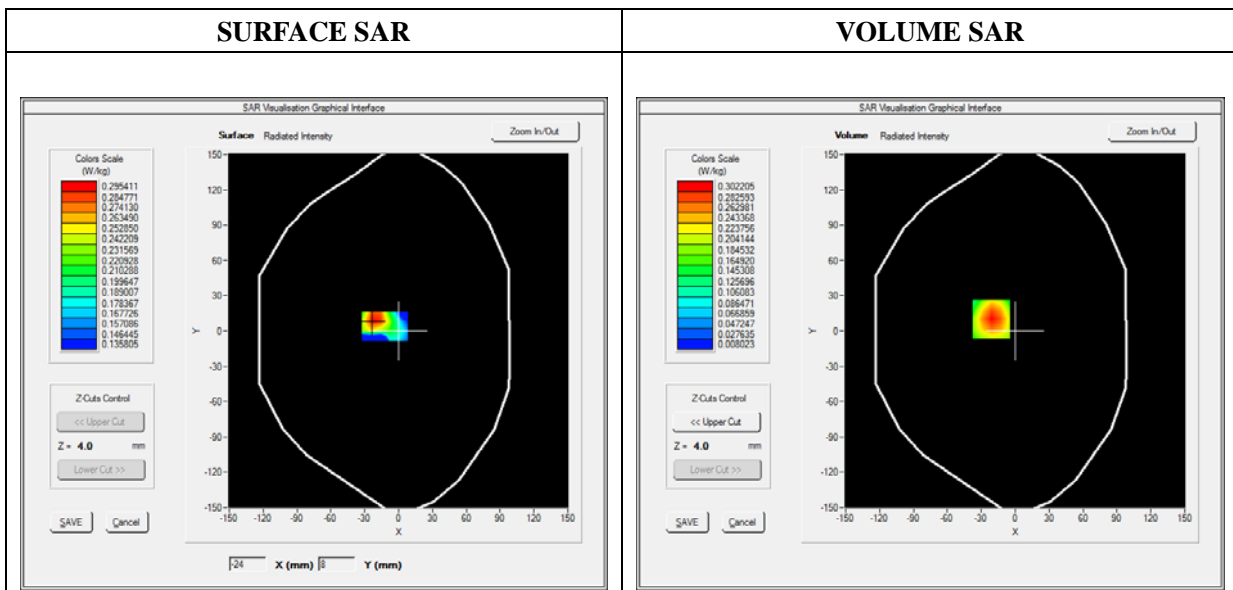 SURFACE SAR
VOLUME SAR
SAR Visualisation Graphical Interface
Surface Radiated Intensity
Zoom In/Out
Colors Scale
(W/kg)
0.295411
0.284771
0.274130
0.263490
0.252850
0.242209
0.231569
0.220928
0.210288
0.199647
0.189007
0.178367
0.167726
0.157086
0.146445
0.135805
Z-Cuts Control
<< Upper Cut
Z = 4.0 mm
Lower Cut >>
SAVE Cancel
150
120
90
60
30
0
-30
-60
-90
-120
-150
Y
-150 -120 -90 -60 -30 0 30 60 90 120 150
X
-24 X (mm) 8 Y (mm)
SAR Visualisation Graphical Interface
Volume Radiated Intensity
Zoom In/Out
Colors Scale
(W/kg)
0.302205
0.282593
0.262981
0.243368
0.223756
0.204144
0.184532
0.164920
0.145308
0.125696
0.106083
0.086471
0.066859
0.047247
0.027635
0.008023
Z-Cuts Control
<< Upper Cut
Z = 4.0 mm
Lower Cut >>
SAVE Cancel
150
120
90
60
30
0
-30
-60
-90
-120
-150
Y
-150 -120 -90 -60 -30 0 30 60 90 120 150
X